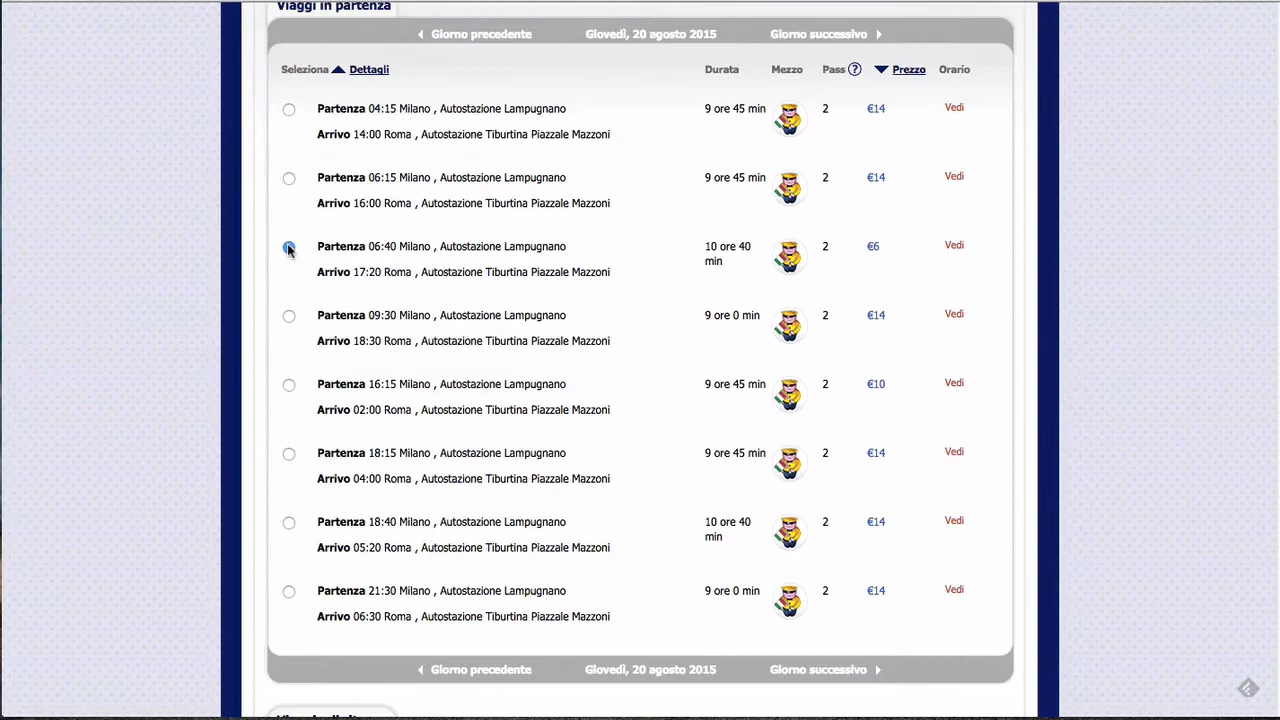 Viaggi in partenza
Giorno precedente Giovedì, 20 agosto 2015 Giorno successivo
Seleziona Dettagli Durata Mezzo Pass ? Prezzo Orario
Partenza 04:15 Milano , Autostazione Lampugnano 9 ore 45 min 2 €14 Vedi
Arrivo 14:00 Roma , Autostazione Tiburtina Piazzale Mazzoni
Partenza 06:15 Milano , Autostazione Lampugnano 9 ore 45 min 2 €14 Vedi
Arrivo 16:00 Roma , Autostazione Tiburtina Piazzale Mazzoni
Partenza 06:40 Milano , Autostazione Lampugnano 10 ore 40 2 €6 Vedi
min
Arrivo 17:20 Roma , Autostazione Tiburtina Piazzale Mazzoni
Partenza 09:30 Milano , Autostazione Lampugnano 9 ore 0 min 2 €14 Vedi
Arrivo 18:30 Roma , Autostazione Tiburtina Piazzale Mazzoni
Partenza 16:15 Milano , Autostazione Lampugnano 9 ore 45 min 2 €10 Vedi
Arrivo 02:00 Roma , Autostazione Tiburtina Piazzale Mazzoni
Partenza 18:15 Milano , Autostazione Lampugnano 9 ore 45 min 2 €14 Vedi
Arrivo 04:00 Roma , Autostazione Tiburtina Piazzale Mazzoni
Partenza 18:40 Milano , Autostazione Lampugnano 10 ore 40 2 €14 Vedi
min
Arrivo 05:20 Roma , Autostazione Tiburtina Piazzale Mazzoni
Partenza 21:30 Milano , Autostazione Lampugnano 9 ore 0 min 2 €14 Vedi
Arrivo 06:30 Roma , Autostazione Tiburtina Piazzale Mazzoni
Giorno precedente Giovedì, 20 agosto 2015 Giorno successivo